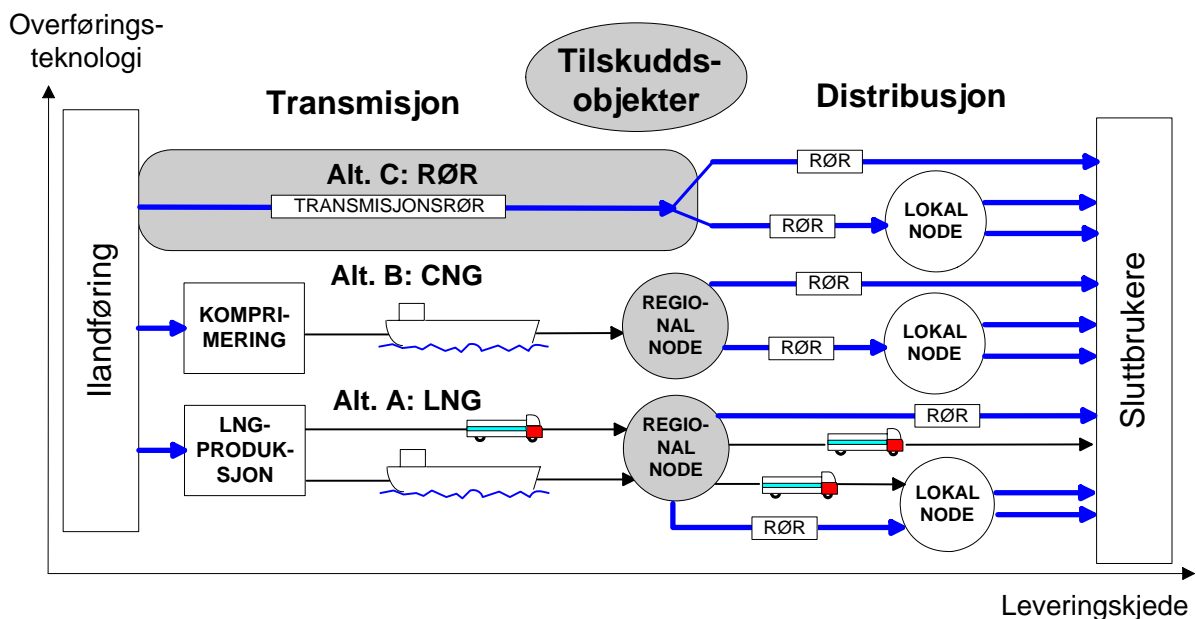 Overførings-
teknologi
Tilskudds-
objekter
Transmisjon
Distribusjon
Ilandføring
Alt. C: RØR
TRANSMISJONSRØR
RØR
RØR
LOKAL
NODE
Alt. B: CNG
KOMPRI-
MERING
REGIO-
NAL
NODE
RØR
RØR
LOKAL
NODE
Alt. A: LNG
LNG-
PRODUK-
SJON
REGIO-
NAL
NODE
RØR
RØR
LOKAL
NODE
Sluttbrukere
Leveringskjede